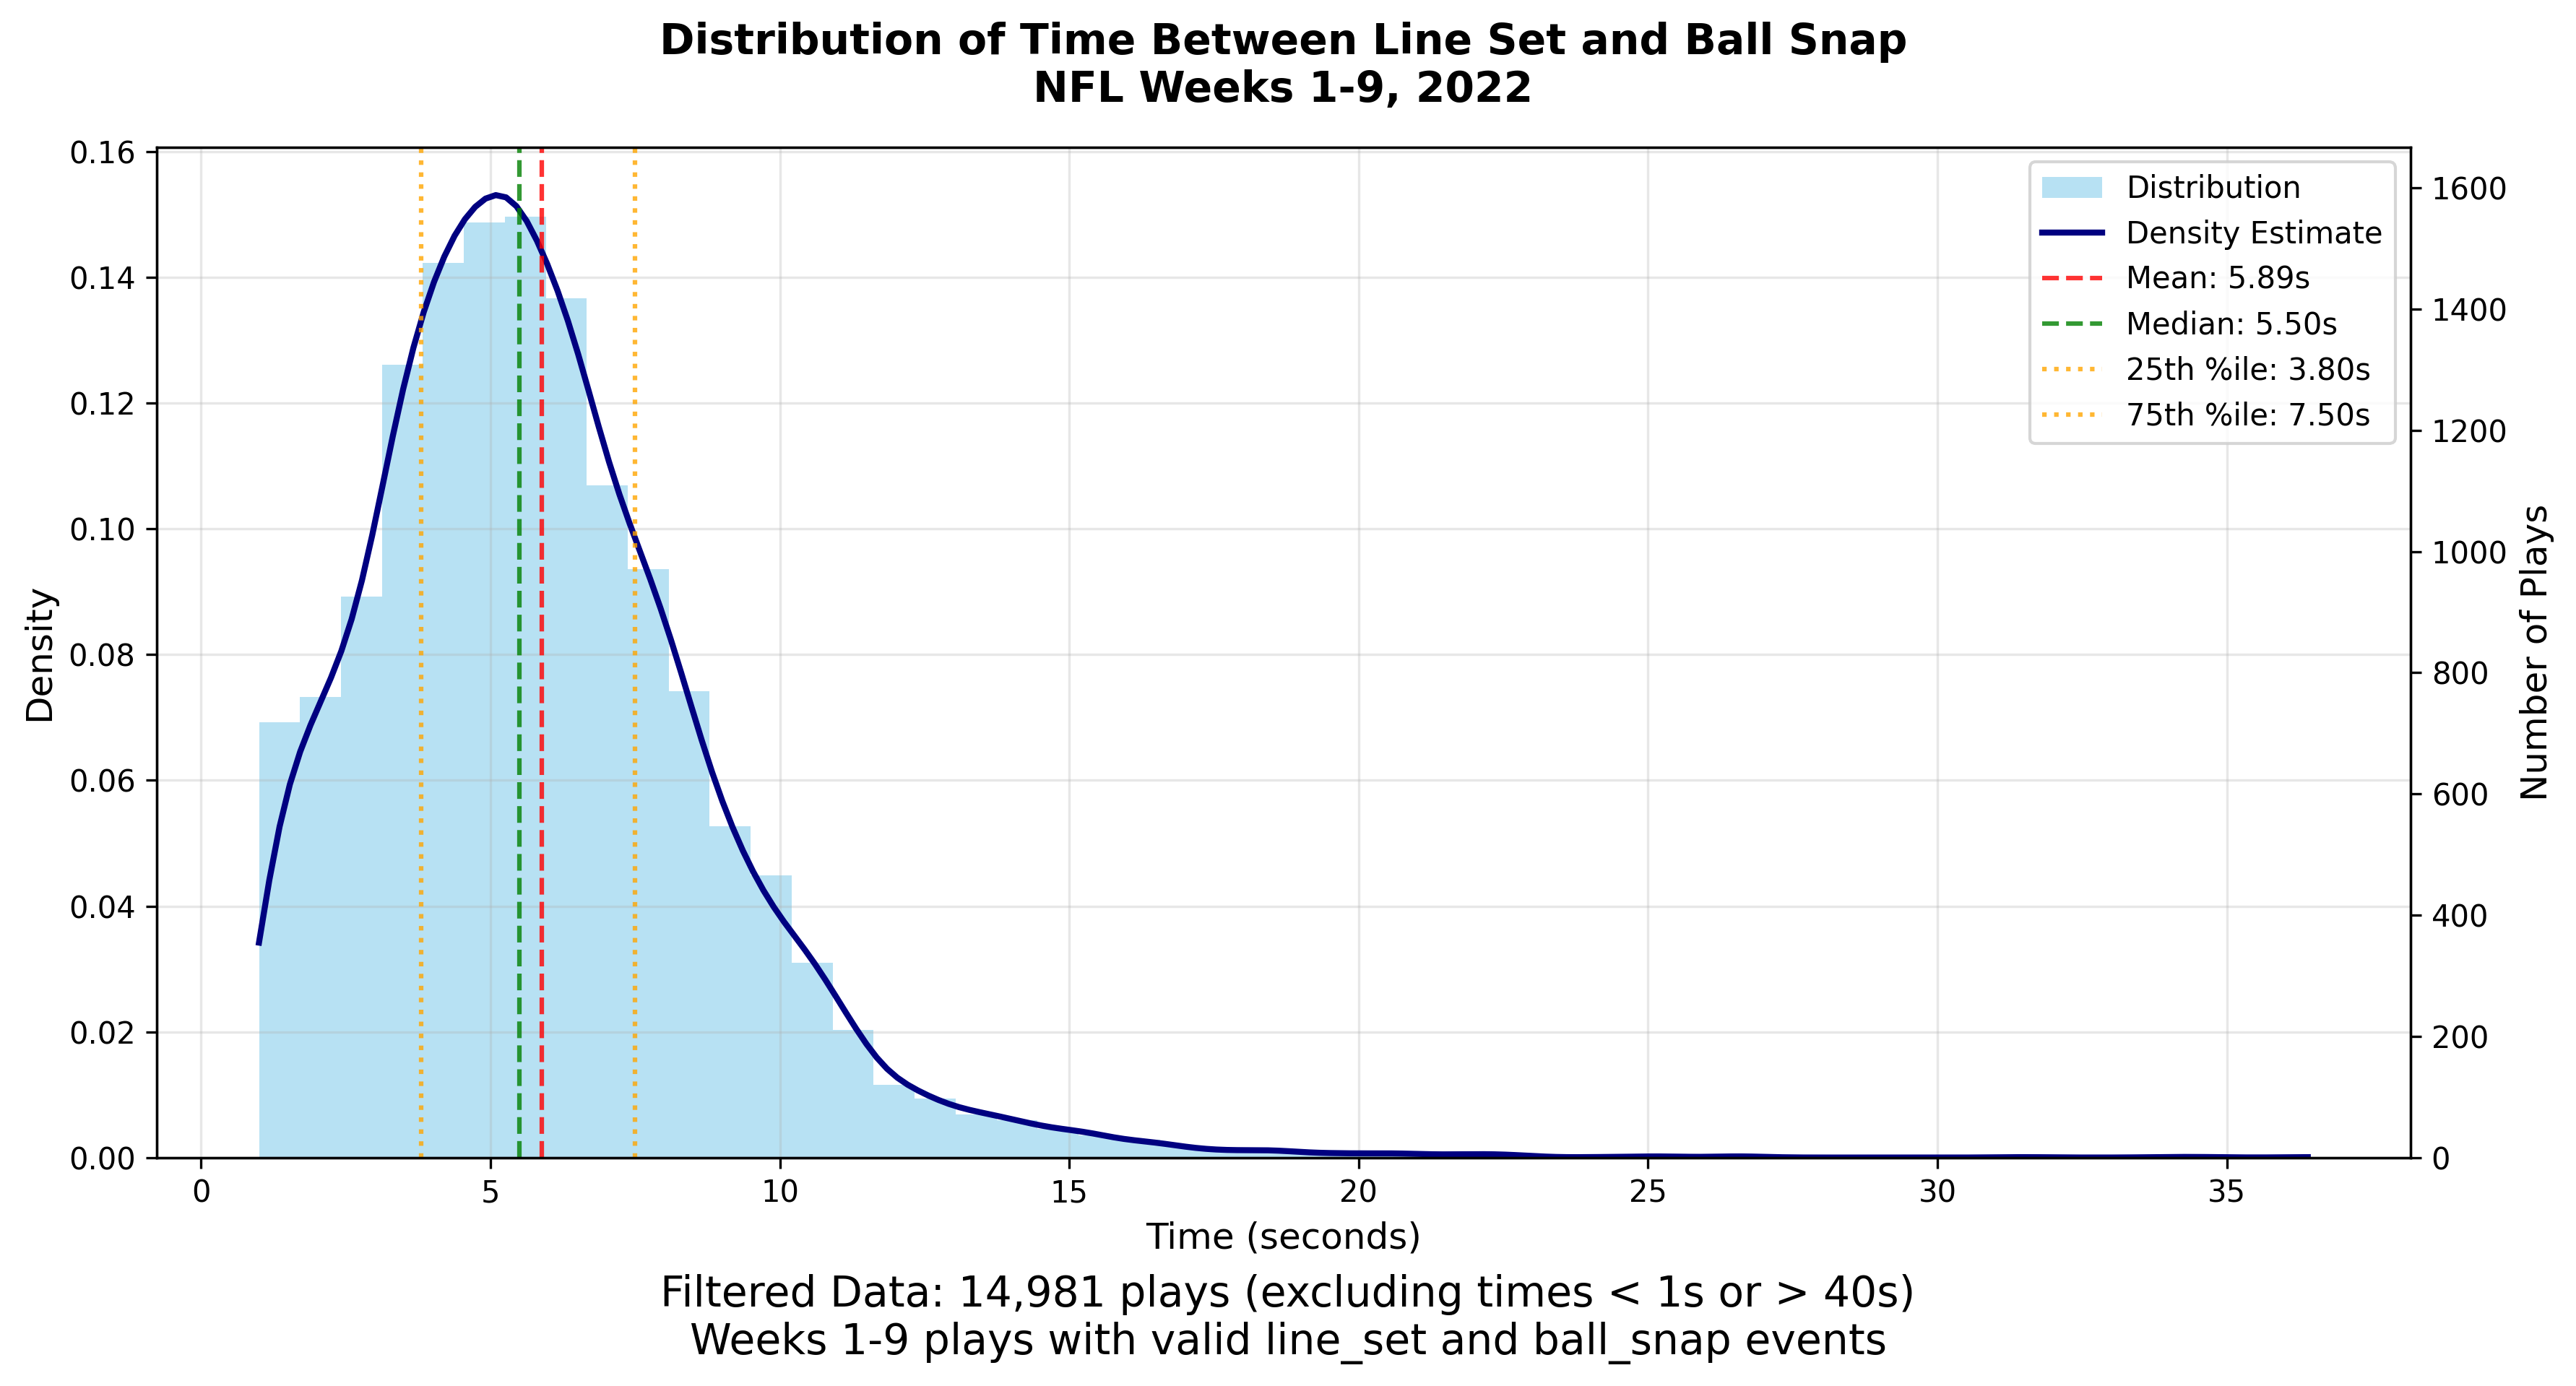 Distribution of Time Between Line Set and Ball Snap
NFL Weeks 1-9, 2022
Density
0.16
0.14
0.12
0.10
0.08
0.06
0.04
0.02
0.00
Distribution
Density Estimate
Mean: 5.89s
Median: 5.50s
25th %ile: 3.80s
75th %ile: 7.50s
1600
1400
1200
1000
800
600
400
200
0
Number of Plays
0 5 10 15 20 25 30 35
Time (seconds)
Filtered Data: 14,981 plays (excluding times < 1s or > 40s)
Weeks 1-9 plays with valid line_set and ball_snap events